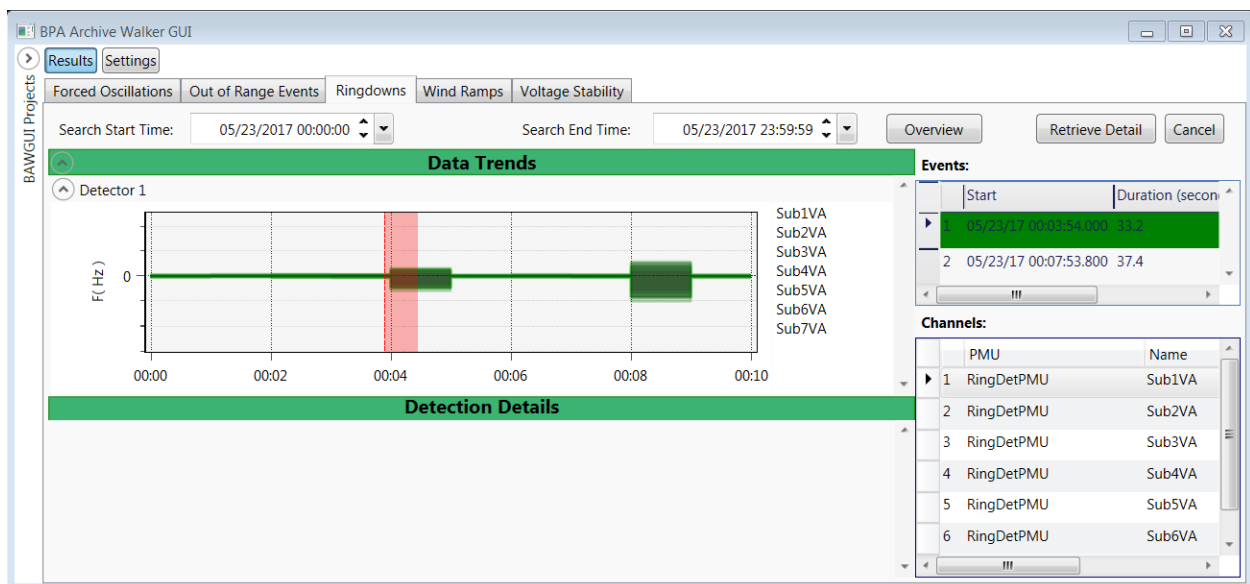 BPA Archive Walker GUI
BAWGUI Projects
Results Settings
Forced Oscillations Out of Range Events Ringdowns Wind Ramps Voltage Stability
Search Start Time: 05/23/2017 00:00:00 Search End Time: 05/23/2017 23:59:59 Overview Retrieve Detail Cancel
Data Trends
Detector 1
F( Hz )
0
Sub1VA
Sub2VA
Sub3VA
Sub4VA
Sub5VA
Sub6VA
Sub7VA
00:00 00:02 00:04 00:06 00:08 00:10
Detection Details
Events:
Start Duration (secon
1 05/23/17 00:03:54.000 33.2
2 05/23/17 00:07:53.800 37.4
Channels:
PMU Name
1 RingDetPMU Sub1VA
2 RingDetPMU Sub2VA
3 RingDetPMU Sub3VA
4 RingDetPMU Sub4VA
5 RingDetPMU Sub5VA
6 RingDetPMU Sub6VA